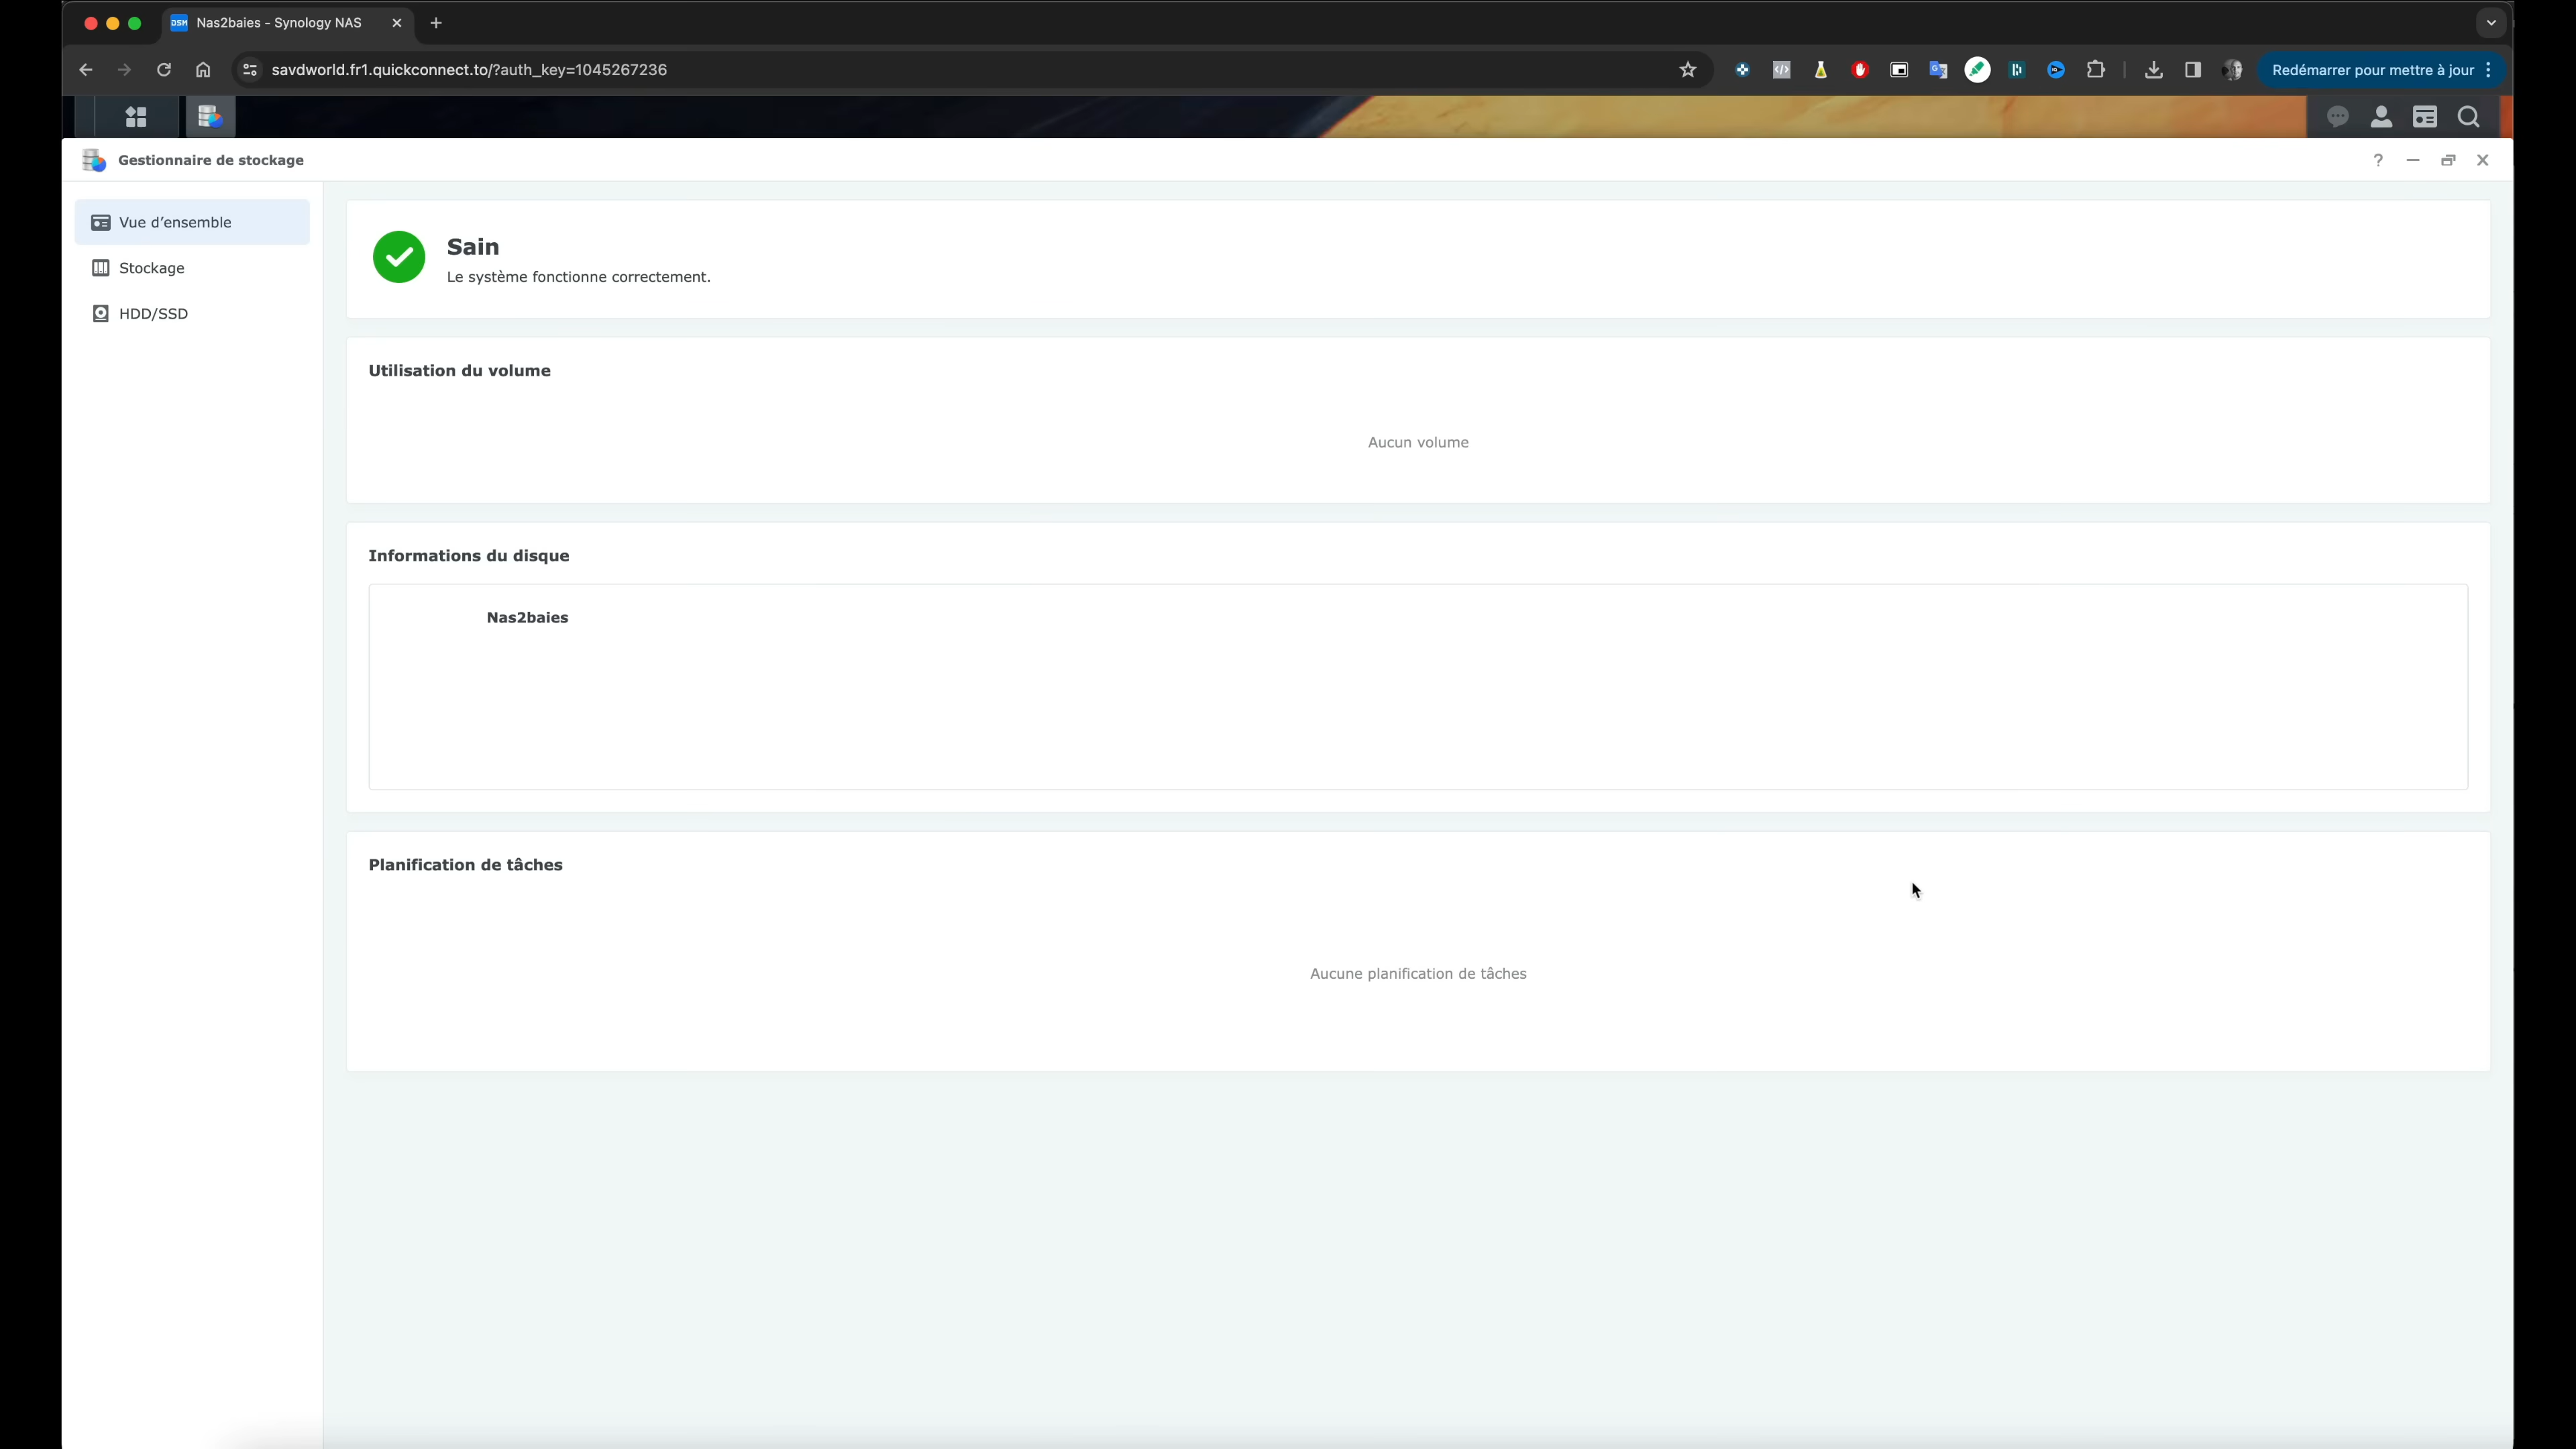 Nas2baies - Synology NAS
savdworld.fr1.quickconnect.to/?auth_key=1045267236
Redémarrer pour mettre à jour
Gestionnaire de stockage
Vue d’ensemble
Stockage
HDD/SSD
Sain
Le système fonctionne correctement.
Utilisation du volume
Aucun volume
Informations du disque
Nas2baies
Planification de tâches
Aucune planification de tâches